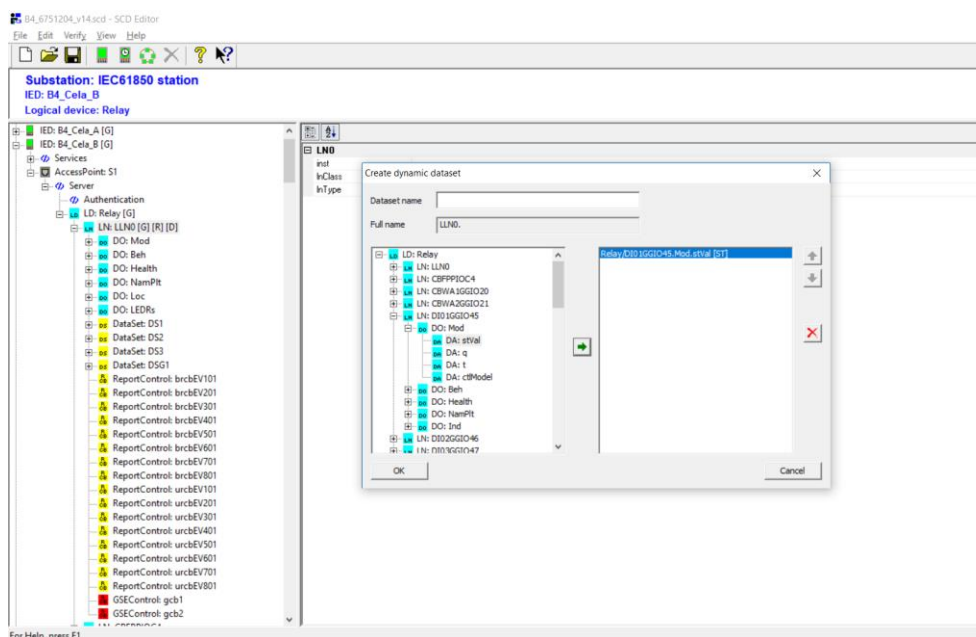 B4_6751204_v14.scd - SCD Editor
File Edit Verify View Help
Substation: IEC61850 station
IED: B4_Cela_B
Logical device: Relay
IED: B4_Cela_A [G]
IED: B4_Cela_B [G]
Services
AccessPoint: S1
Server
Authentication
LD: Relay [G]
LN: LLN0 [G] [R] [D]
DO: Mod
DO: Beh
DO: Health
DO: NamPlt
DO: Loc
DO: LEDRs
DataSet: DS1
DataSet: DS2
DataSet: DS3
DataSet: DSG1
ReportControl: brcbEV101
ReportControl: brcbEV201
ReportControl: brcbEV301
ReportControl: brcbEV401
ReportControl: brcbEV501
ReportControl: brcbEV601
ReportControl: brcbEV701
ReportControl: brcbEV801
ReportControl: urcbEV101
ReportControl: urcbEV201
ReportControl: urcbEV301
ReportControl: urcbEV401
ReportControl: urcbEV501
ReportControl: urcbEV601
ReportControl: urcbEV701
ReportControl: urcbEV801
GSEControl: gcb1
GSEControl: gcb2
For Help, press F1
LN0
inst
lnClass
lnType
Create dynamic dataset
Dataset name
Full name LLN0.
LD: Relay
LN: LLN0
LN: CBFPPIOC4
LN: CBWA1GGIO20
LN: CBWA2GGIO21
LN: DI01GGIO45
DO: Mod
DA: stVal
DA: q
DA: t
DA: ctlModel
DO: Beh
DO: Health
DO: NamPlt
DO: Ind
LN: DI02GGIO46
LN: DI03GGIO47
Relay/DI01GGIO45.Mod.stVal [ST]
OK Cancel